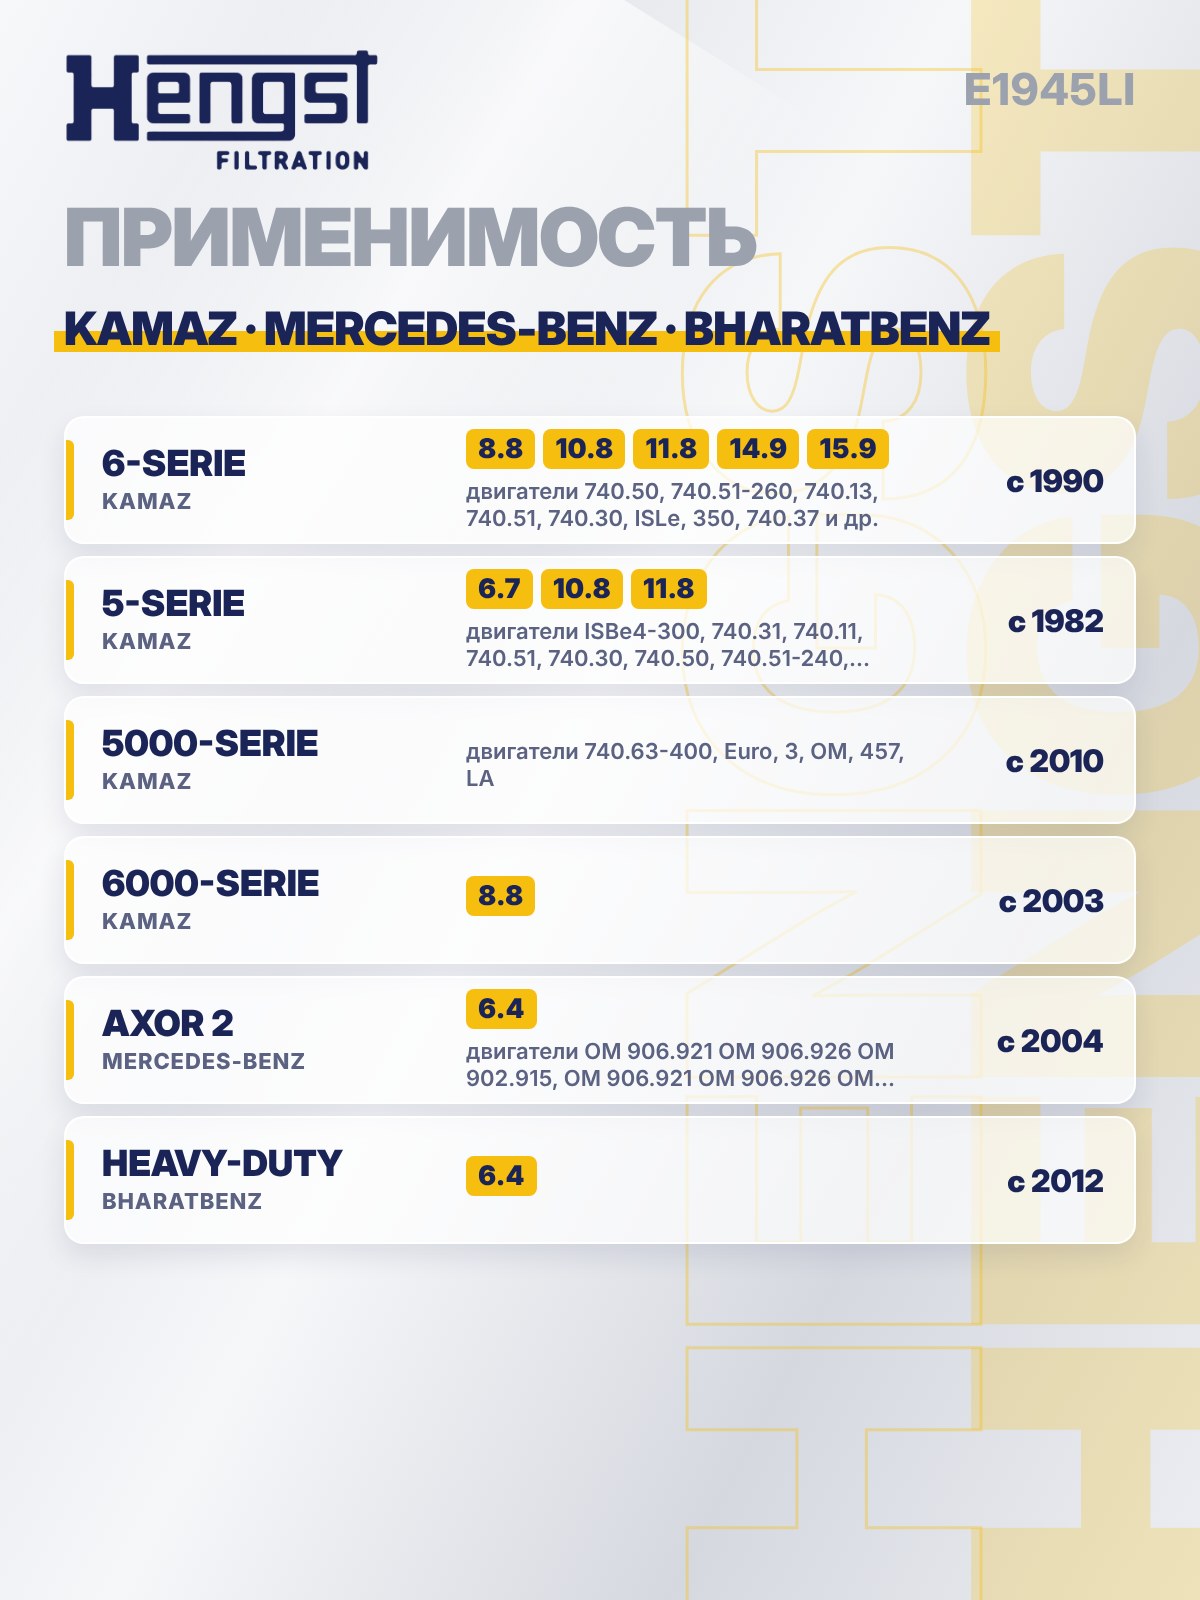 Hengst
FILTRATION
E1945LI
ПРИМЕНИМОСТЬ
KAMAZ · MERCEDES-BENZ · BHARATBENZ
6-SERIE
KAMAZ
8.8 10.8 11.8 14.9 15.9
двигатели 740.50, 740.51-260, 740.13,
740.51, 740.30, ISLe, 350, 740.37 и др.
с 1990
5-SERIE
KAMAZ
6.7 10.8 11.8
двигатели ISBe4-300, 740.31, 740.11,
740.51, 740.30, 740.50, 740.51-240,...
с 1982
5000-SERIE
KAMAZ
двигатели 740.63-400, Euro, 3, OM, 457,
LA
с 2010
6000-SERIE
KAMAZ
8.8
с 2003
AXOR 2
MERCEDES-BENZ
6.4
двигатели OM 906.921 OM 906.926 OM
902.915, OM 906.921 OM 906.926 OM...
с 2004
HEAVY-DUTY
BHARATBENZ
6.4
с 2012
HENGST
HENGST